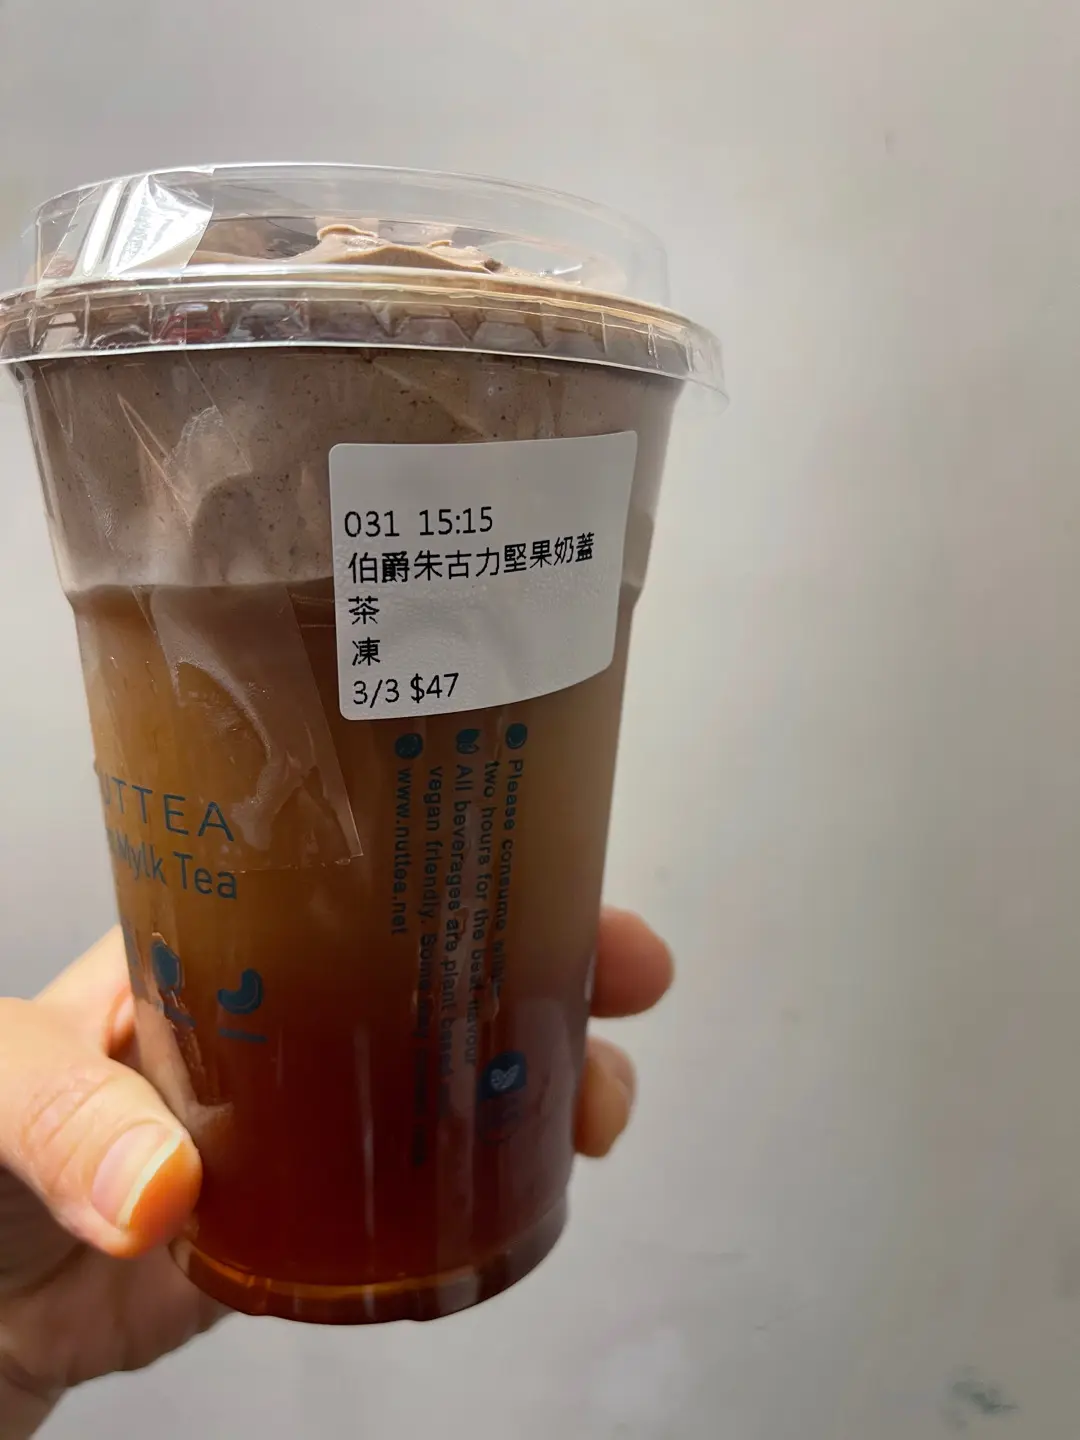 031 15:15
伯爵朱古力堅果奶蓋
茶
凍
3/3 $47
UTTEA
Mylk Tea
Please consume
two hours for the best flavour
All beverages are plant based
vegan friendly. Some
www.nuttea.net